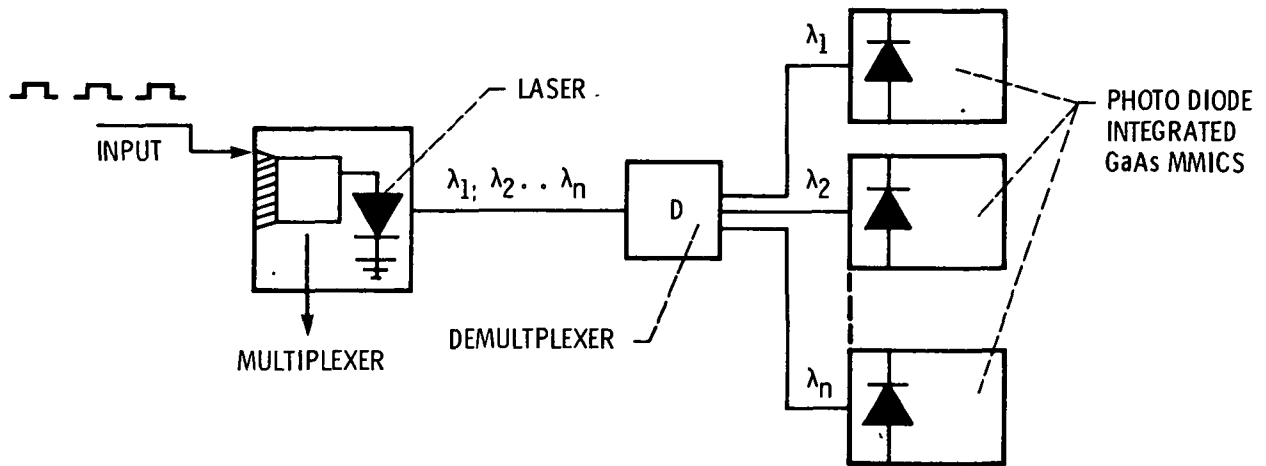 INPUT
LASER
MULTIPLEXER
λ1; λ2 . . λn
D
DEMULTPLEXER
λ1
λ2
λn
PHOTO DIODE
INTEGRATED
GaAs MMICS